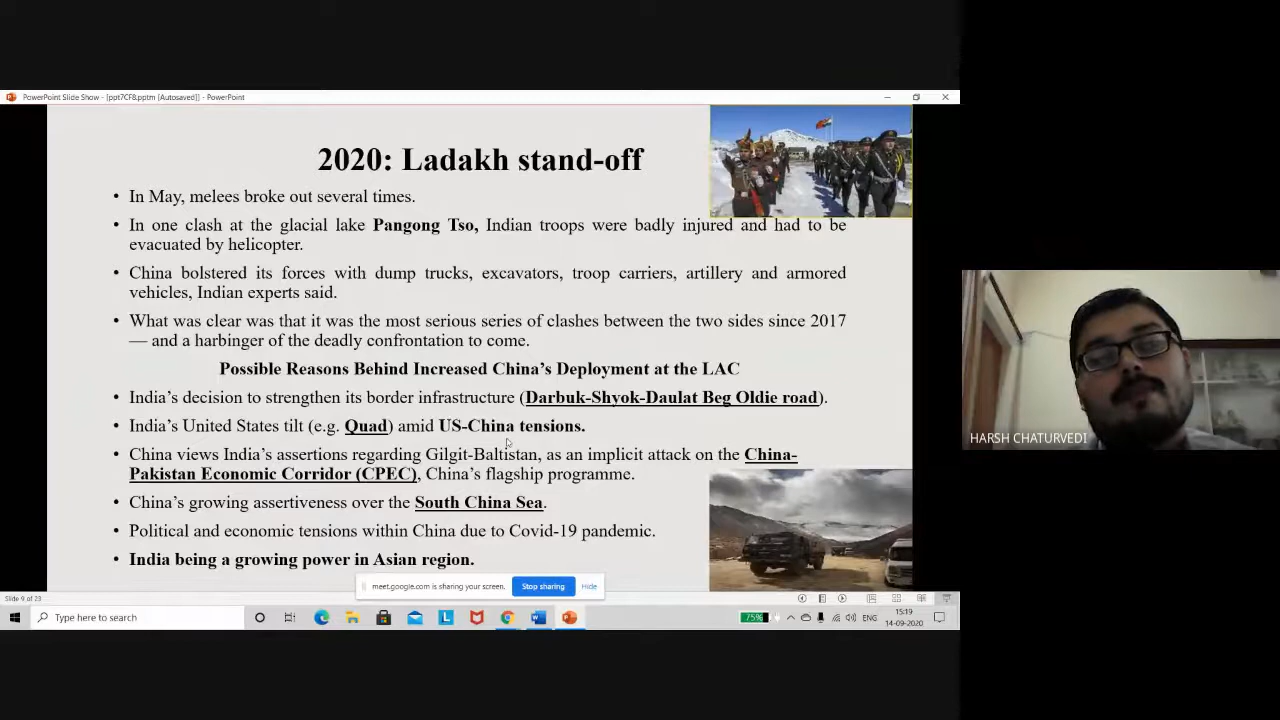 PowerPoint Slide Show - [ppt7CF8.pptm [Autosaved]] - PowerPoint
2020: Ladakh stand-off
• In May, melees broke out several times.
• In one clash at the glacial lake Pangong Tso, Indian troops were badly injured and had to be
evacuated by helicopter.
• China bolstered its forces with dump trucks, excavators, troop carriers, artillery and armored
vehicles, Indian experts said.
• What was clear was that it was the most serious series of clashes between the two sides since 2017
— and a harbinger of the deadly confrontation to come.
Possible Reasons Behind Increased China's Deployment at the LAC
• India's decision to strengthen its border infrastructure (Darbuk-Shyok-Daulat Beg Oldie road).
• India's United States tilt (e.g. Quad) amid US-China tensions.
• China views India's assertions regarding Gilgit-Baltistan, as an implicit attack on the China-
Pakistan Economic Corridor (CPEC), China's flagship programme.
• China's growing assertiveness over the South China Sea.
• Political and economic tensions within China due to Covid-19 pandemic.
• India being a growing power in Asian region.
HARSH CHATURVEDI
meet.google.com is sharing your screen. Stop sharing Hide
Slide 9 of 23
Type here to search
75%
ENG
15:19
14-09-2020